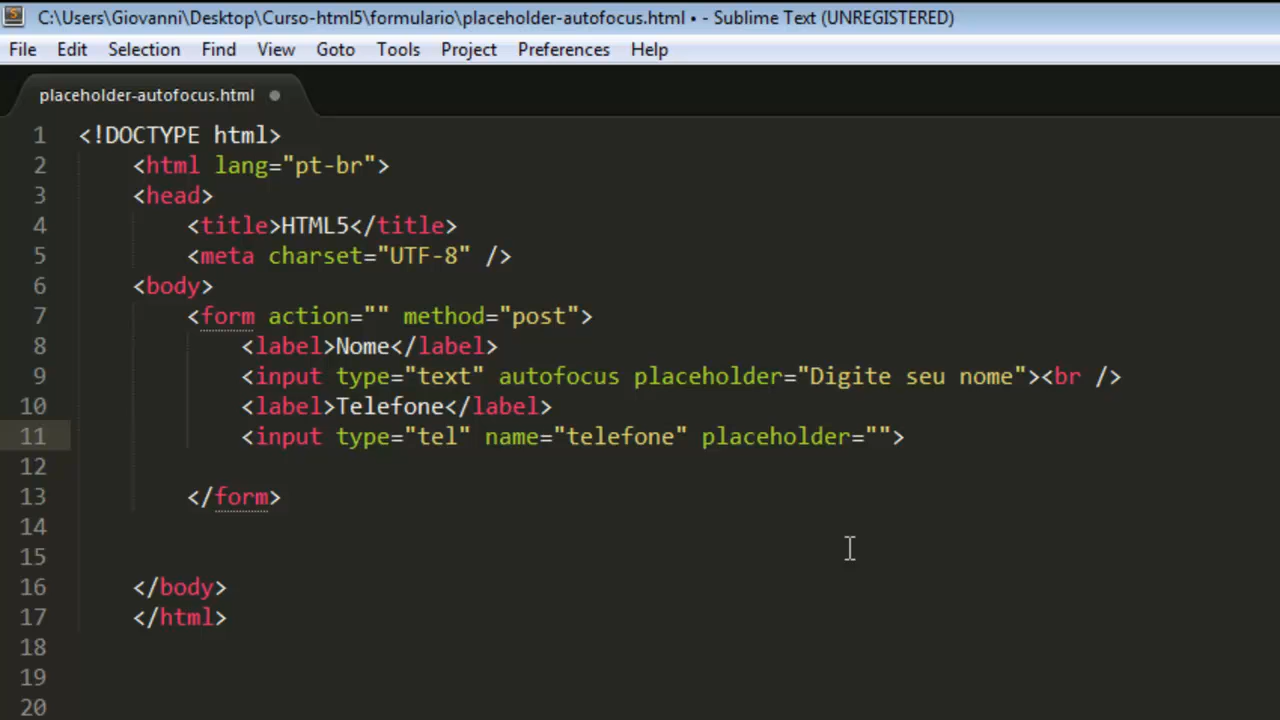 C:\Users\Giovanni\Desktop\Curso-html5\formulario\placeholder-autofocus.html • - Sublime Text (UNREGISTERED)
File Edit Selection Find View Goto Tools Project Preferences Help
placeholder-autofocus.html
1 <!DOCTYPE html>
2 <html lang="pt-br">
3 <head>
4 <title>HTML5</title>
5 <meta charset="UTF-8" />
6 <body>
7 <form action="" method="post">
8 <label>Nome</label>
9 <input type="text" autofocus placeholder="Digite seu nome"><br />
10 <label>Telefone</label>
11 <input type="tel" name="telefone" placeholder="">
12
13 </form>
14
15
16 </body>
17 </html>
18
19
20